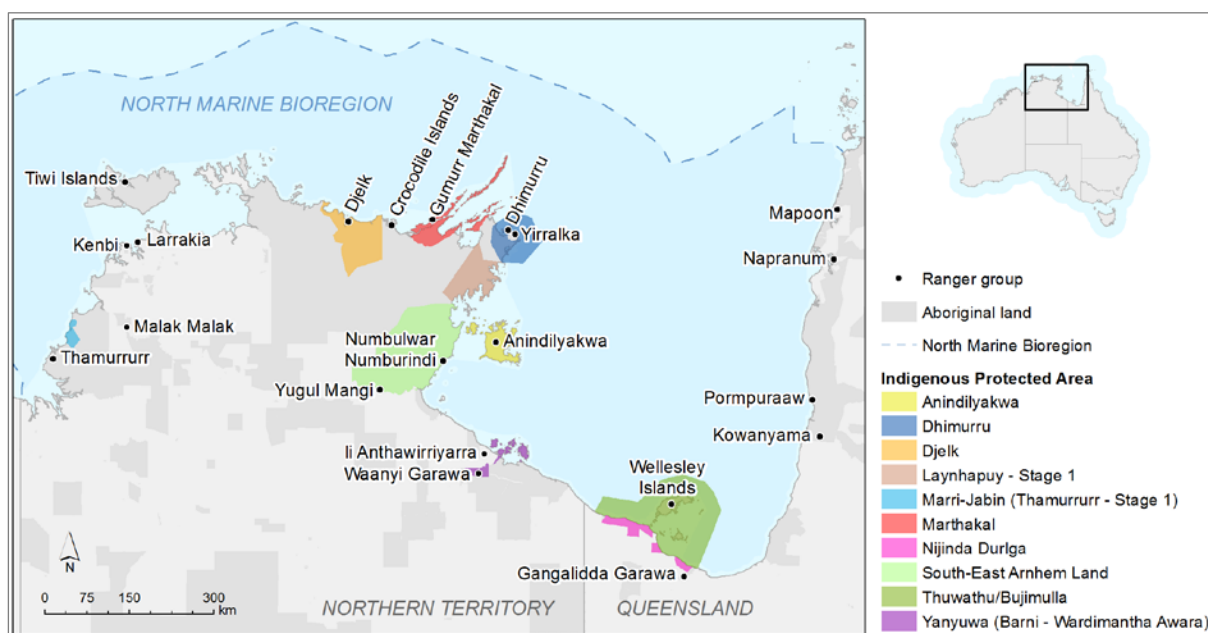 NORTH MARINE BIOREGION
Tiwi Islands
Kenbi
Larrakia
Malak Malak
Thamurrurr
Djelk
Crocodile Islands
Gumurr Marthakal
Dhimurru
Yirralka
Numbulwar
Numburindi
Anindilyakwa
Yugul Mangi
li Anthawirriyarra
Waanyi Garawa
Wellesley
Islands
Gangalidda Garawa
Mapoon
Napranum
Pormpuraaw
Kowanyama
N
0 75 150 300
km
NORTHERN TERRITORY
QUEENSLAND
Ranger group
Aboriginal land
North Marine Bioregion
Indigenous Protected Area
Anindilyakwa
Dhimurru
Djelk
Laynhapuy - Stage 1
Marri-Jabin (Thamurrurr - Stage 1)
Marthakal
Nijinda Durlga
South-East Arnhem Land
Thuwathu/Bujimulla
Yanyuwa (Barni - Wardimantha Awara)